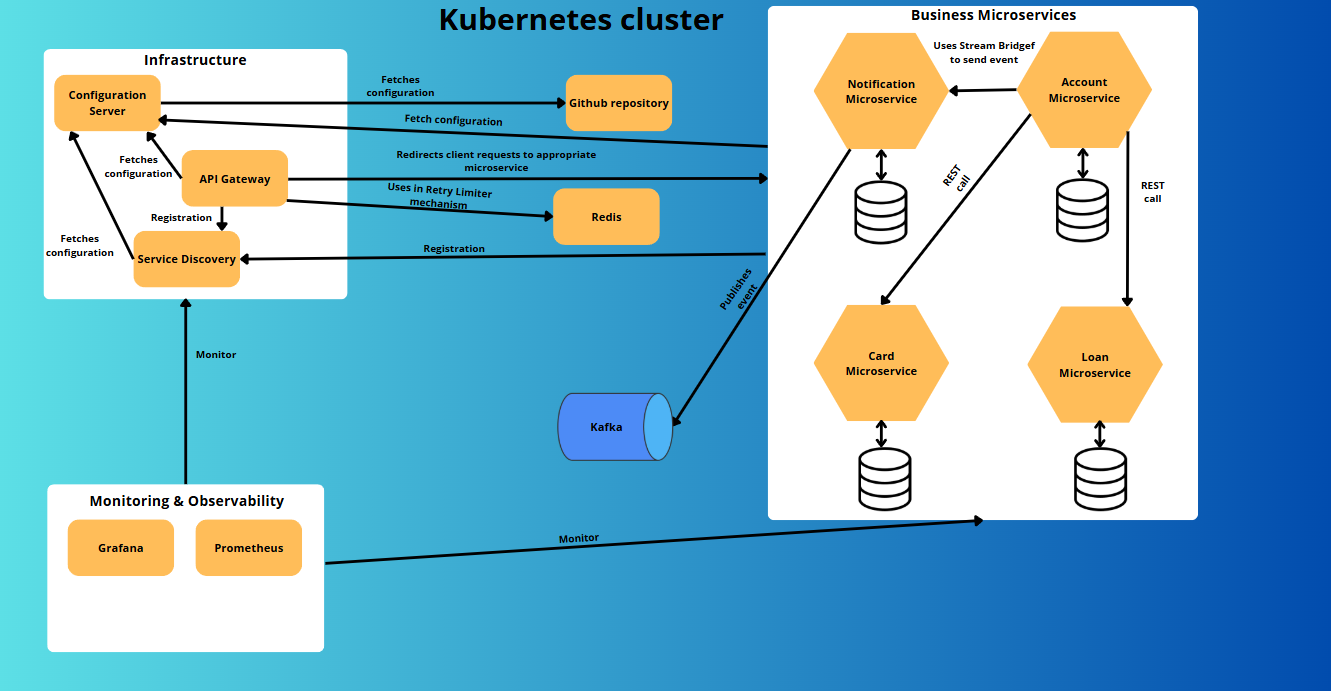 Kubernetes cluster
Infrastructure
Configuration
Server
API Gateway
Service Discovery
Fetches
configuration
Registration
Fetches
configuration
Fetches
configuration
Github repository
Fetch configuration
Redirects client requests to appropriate
microservice
Uses in Retry Limiter
mechanism
Redis
Registration
Monitor
Publishes
event
Kafka
Business Microservices
Notification
Microservice
Uses Stream Bridgef
to send event
Account
Microservice
REST
call
REST
call
Card
Microservice
Loan
Microservice
Monitoring & Observability
Grafana
Prometheus
Monitor